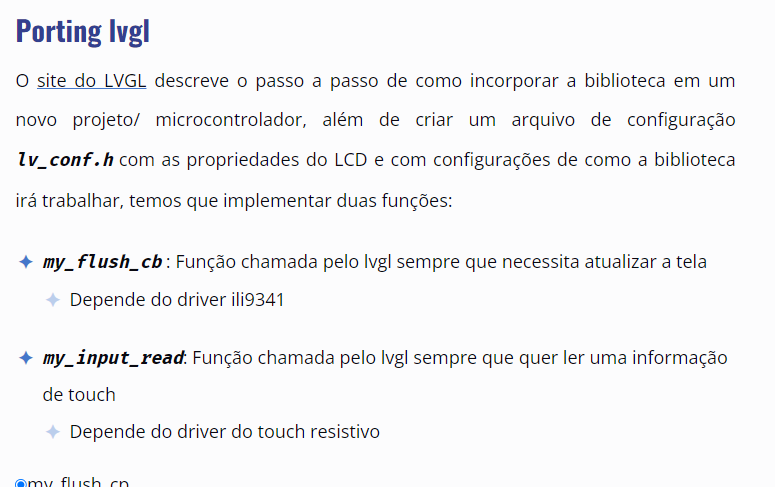 Porting lvgl
O site do LVGL descreve o passo a passo de como incorporar a biblioteca em um
novo projeto/ microcontrolador, além de criar um arquivo de configuração
lv_conf.h com as propriedades do LCD e com configurações de como a biblioteca
irá trabalhar, temos que implementar duas funções:
my_flush_cb : Função chamada pelo lvgl sempre que necessita atualizar a tela
Depende do driver ili9341
my_input_read: Função chamada pelo lvgl sempre que quer ler uma informação
de touch
Depende do driver do touch resistivo
my_flush_cp